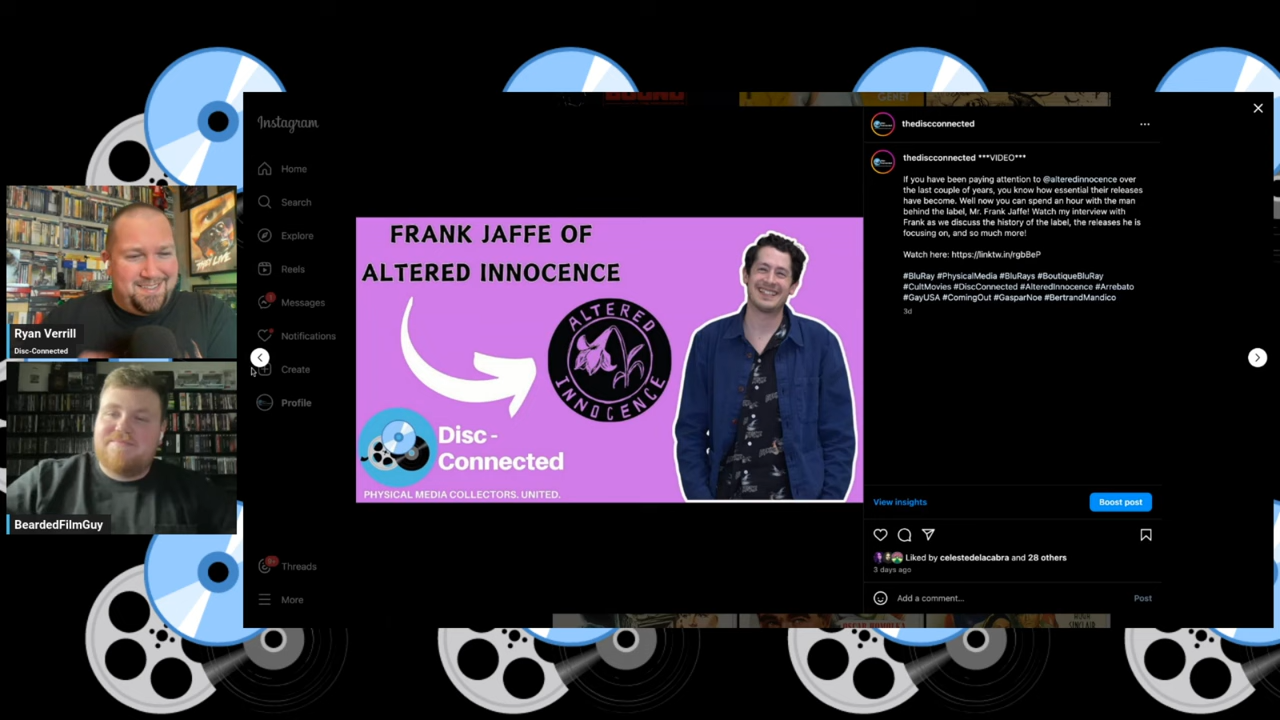 Instagram
Home
Search
Explore
Reels
Messages
Notifications
Create
Profile
Threads
More
Ryan Verrill
Disc-Connected
BeardedFilmGuy
GENET
FRANK JAFFE OF
ALTERED INNOCENCE
ALTERED
INNOCENCE
Disc -
Connected
PHYSICAL MEDIA COLLECTORS. UNITED.
thediscconnected
thediscconnected ***VIDEO***
If you have been paying attention to @alteredinnocence over
the last couple of years, you know how essential their releases
have become. Well now you can spend an hour with the man
behind the label, Mr. Frank Jaffe! Watch my interview with
Frank as we discuss the history of the label, the releases he is
focusing on, and so much more!
Watch here: https://linktw.in/rgbBeP
#BluRay #PhysicalMedia #BluRays #BoutiqueBluRay
#CultMovies #DiscConnected #AlteredInnocence #Arrebato
#GayUSA #ComingOut #GasparNoe #BertrandMandico
3d
View insights
Boost post
Liked by celestedelacabra and 28 others
3 days ago
Add a comment...
Post